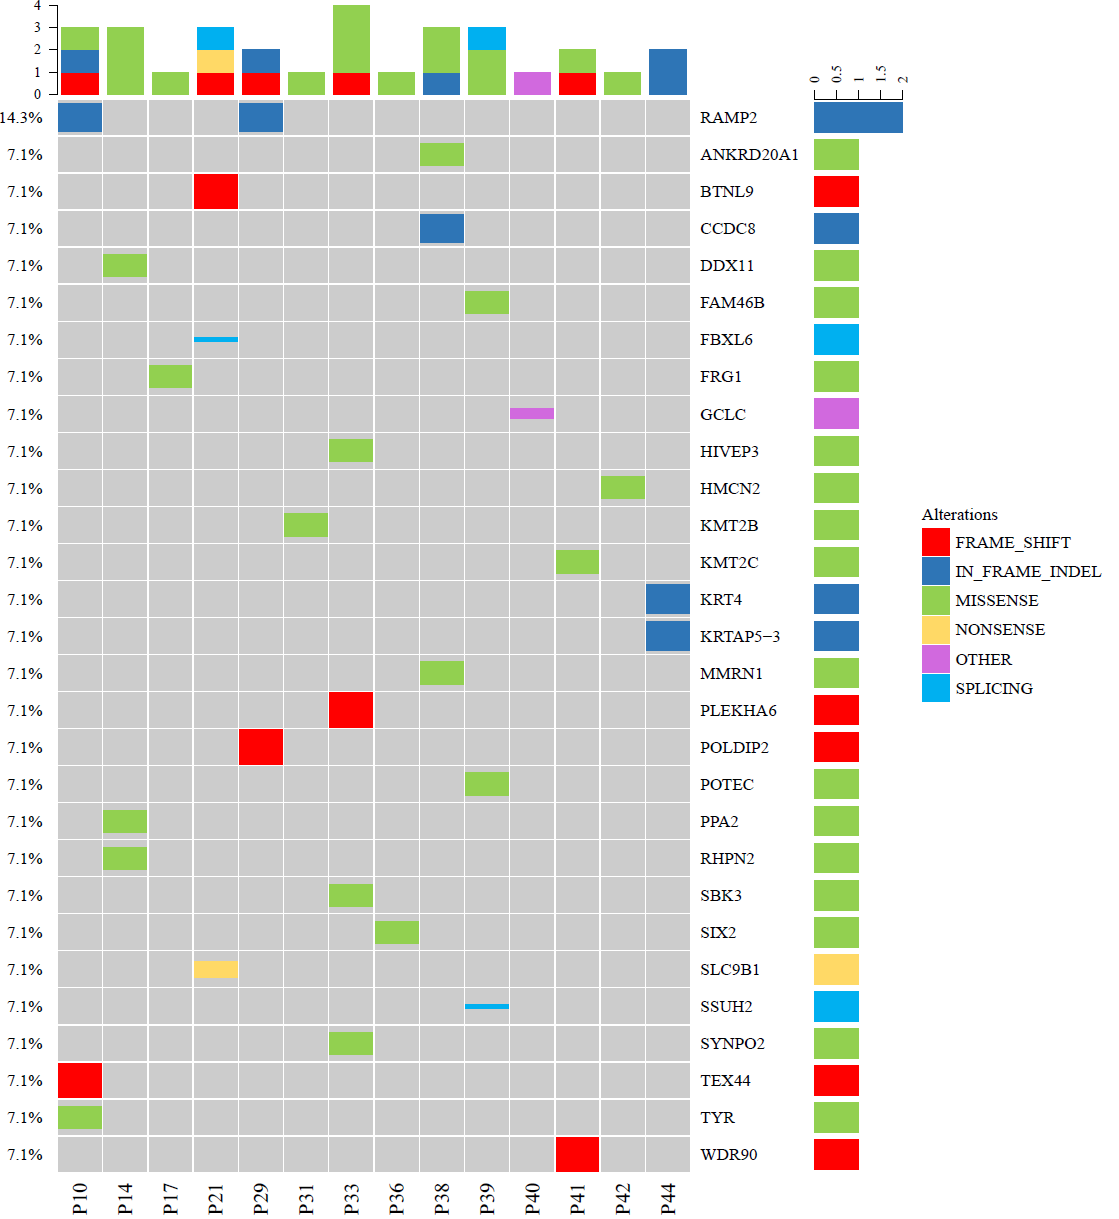 4
3
2
1
0
0
0.5
1
1.5
2
14.3% RAMP2
7.1% ANKRD20A1
7.1% BTNL9
7.1% CCDC8
7.1% DDX11
7.1% FAM46B
7.1% FBXL6
7.1% FRG1
7.1% GCLC
7.1% HIVEP3
7.1% HMCN2
7.1% KMT2B
7.1% KMT2C
7.1% KRT4
7.1% KRTAP5−3
7.1% MMRN1
7.1% PLEKHA6
7.1% POLDIP2
7.1% POTEC
7.1% PPA2
7.1% RHPN2
7.1% SBK3
7.1% SIX2
7.1% SLC9B1
7.1% SSUH2
7.1% SYNPO2
7.1% TEX44
7.1% TYR
7.1% WDR90
P10
P14
P17
P21
P29
P31
P33
P36
P38
P39
P40
P41
P42
P44
Alterations
FRAME_SHIFT
IN_FRAME_INDEL
MISSENSE
NONSENSE
OTHER
SPLICING